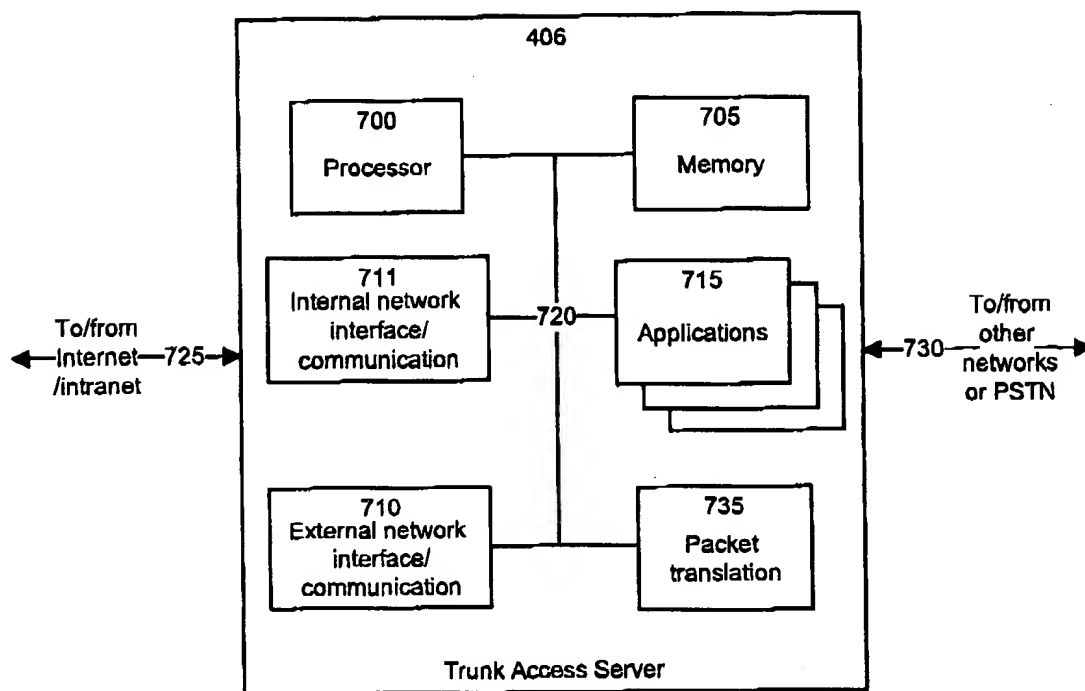 406
700
Processor
705
Memory
711
Internal network
interface/
communication
720
715
Applications
To/from
Internet
/intranet
725
730
To/from
other
networks
or PSTN
710
External network
interface/
communication
735
Packet
translation
Trunk Access Server